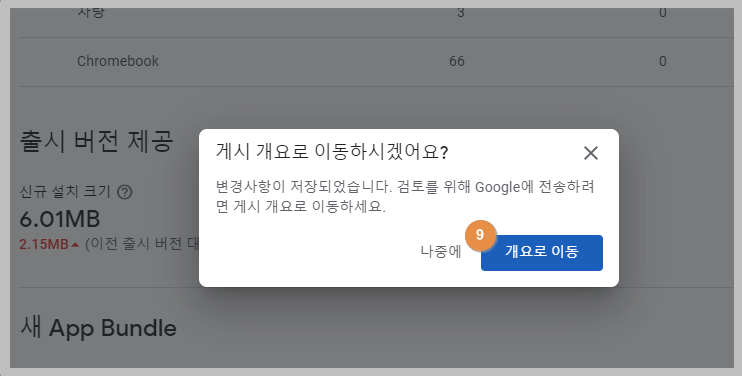 차량 3 0
Chromebook 66 0
출시 버전 제공
신규 설치 크기 ?
6.01MB
2.15MB (이전 출시 버전 대
게시 개요로 이동하시겠어요?
변경사항이 저장되었습니다. 검토를 위해 Google에 전송하려
면 게시 개요로 이동하세요.
9
나중에 개요로 이동
새 App Bundle